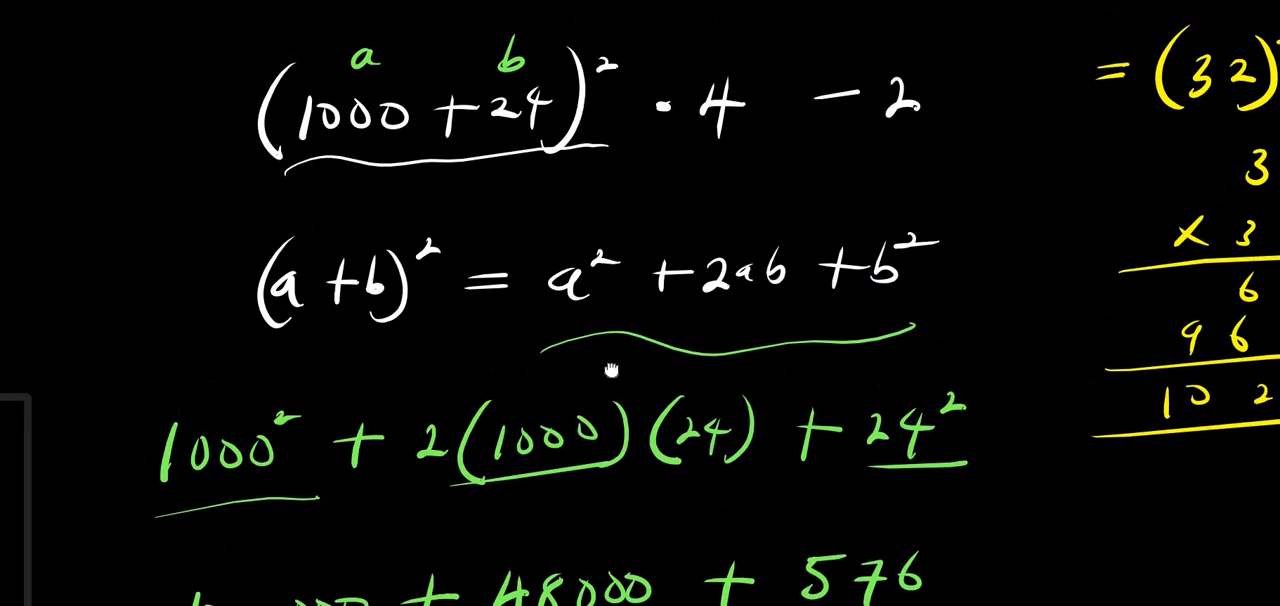 a b
(1000 + 24)² · 4 - 2
(a + b)² = a² + 2ab + b²
1000² + 2(1000)(24) + 24²
+ 48000 + 576
= (32)
3
× 3
6
9 6
10 2